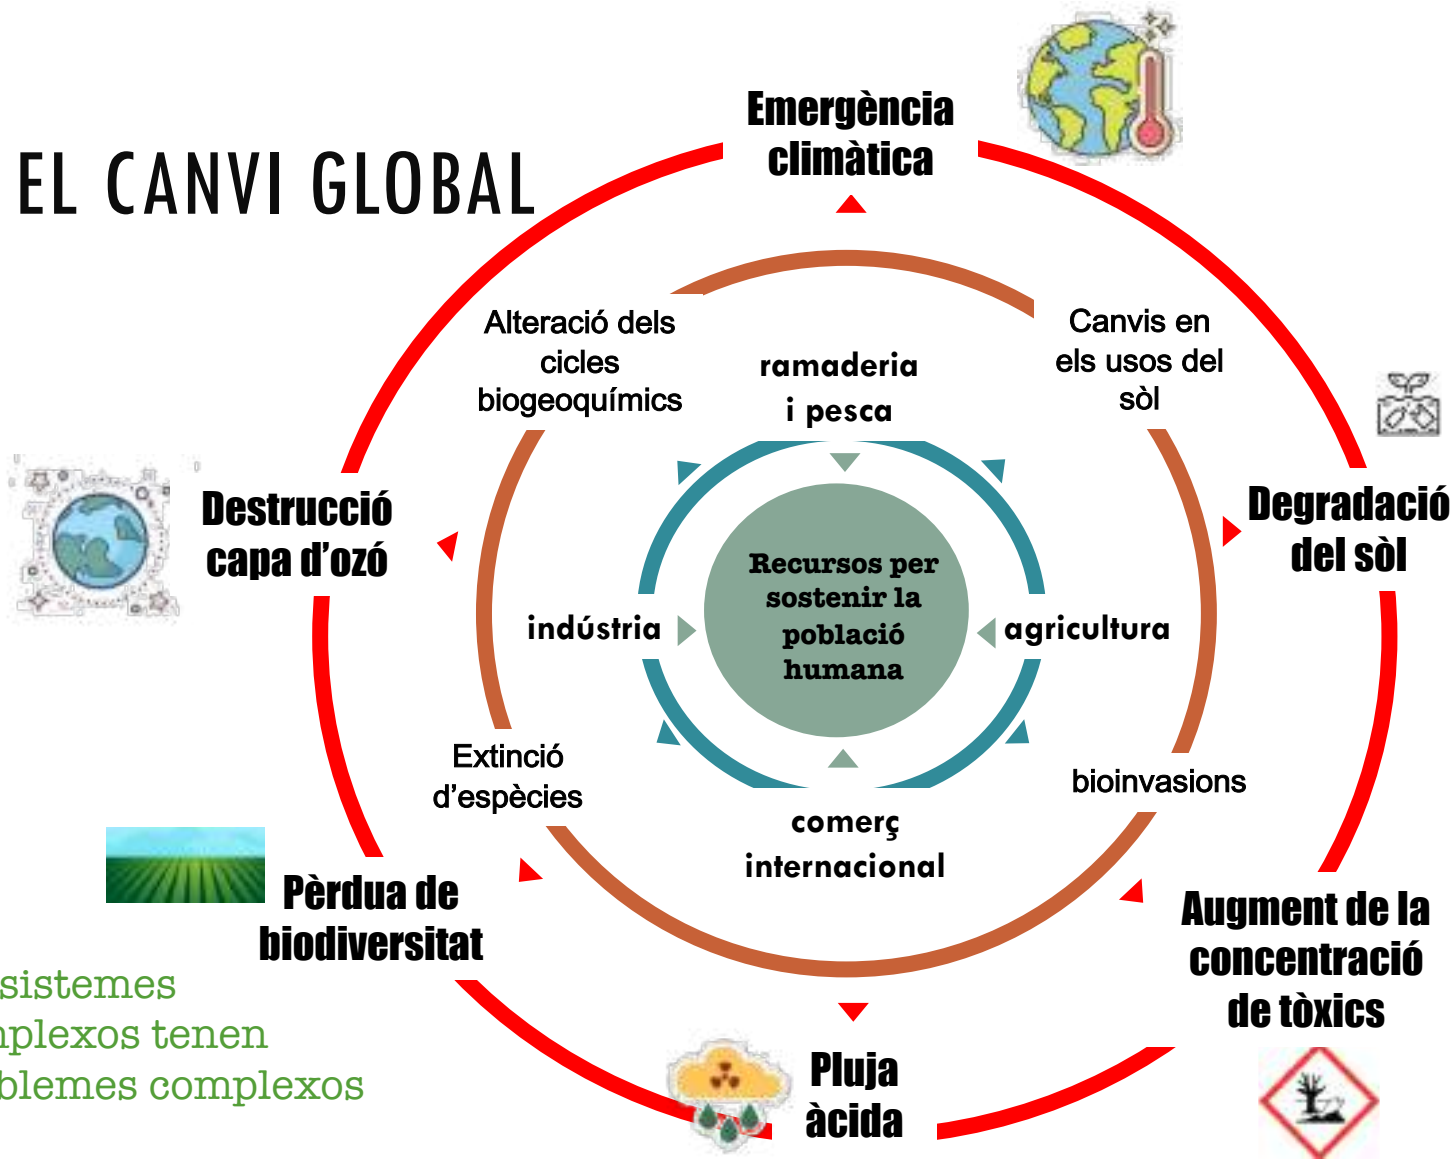 EL CANVI GLOBAL
Emergència
climàtica
Alteració dels
cicles
biogeoquímics
Canvis en
els usos del
sòl
ramaderia
i pesca
Destrucció
capa d'ozó
Degradació
del sòl
Recursos per
sostenir la
població
humana
indústria
agricultura
Extinció
d'espècies
bioinvasions
comerç
internacional
Pèrdua de
biodiversitat
Augment de la
concentració
de tòxics
sistemes
tenen
complexos
Pluja
àcida